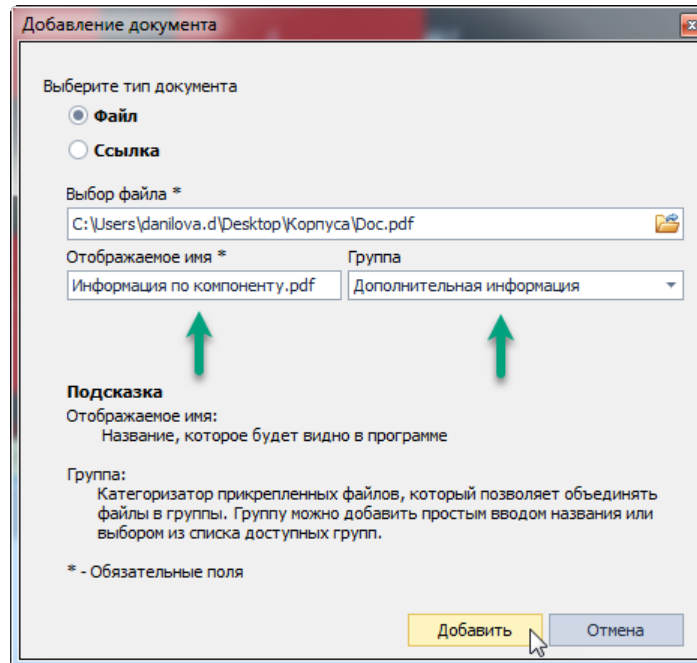 Добавление документа
Выберите тип документа
Файл
Ссылка
Выбор файла *
C:\Users\danilova.d\Desktop\Корпуса\Doc.pdf
Отображаемое имя * Группа
Информация по компоненту.pdf Дополнительная информация
Подсказка
Отображаемое имя:
Название, которое будет видно в программе
Группа:
Категоризатор прикрепленных файлов, который позволяет объединять
файлы в группы. Группу можно добавить простым вводом названия или
выбором из списка доступных групп.
* - Обязательные поля
Добавить Отмена